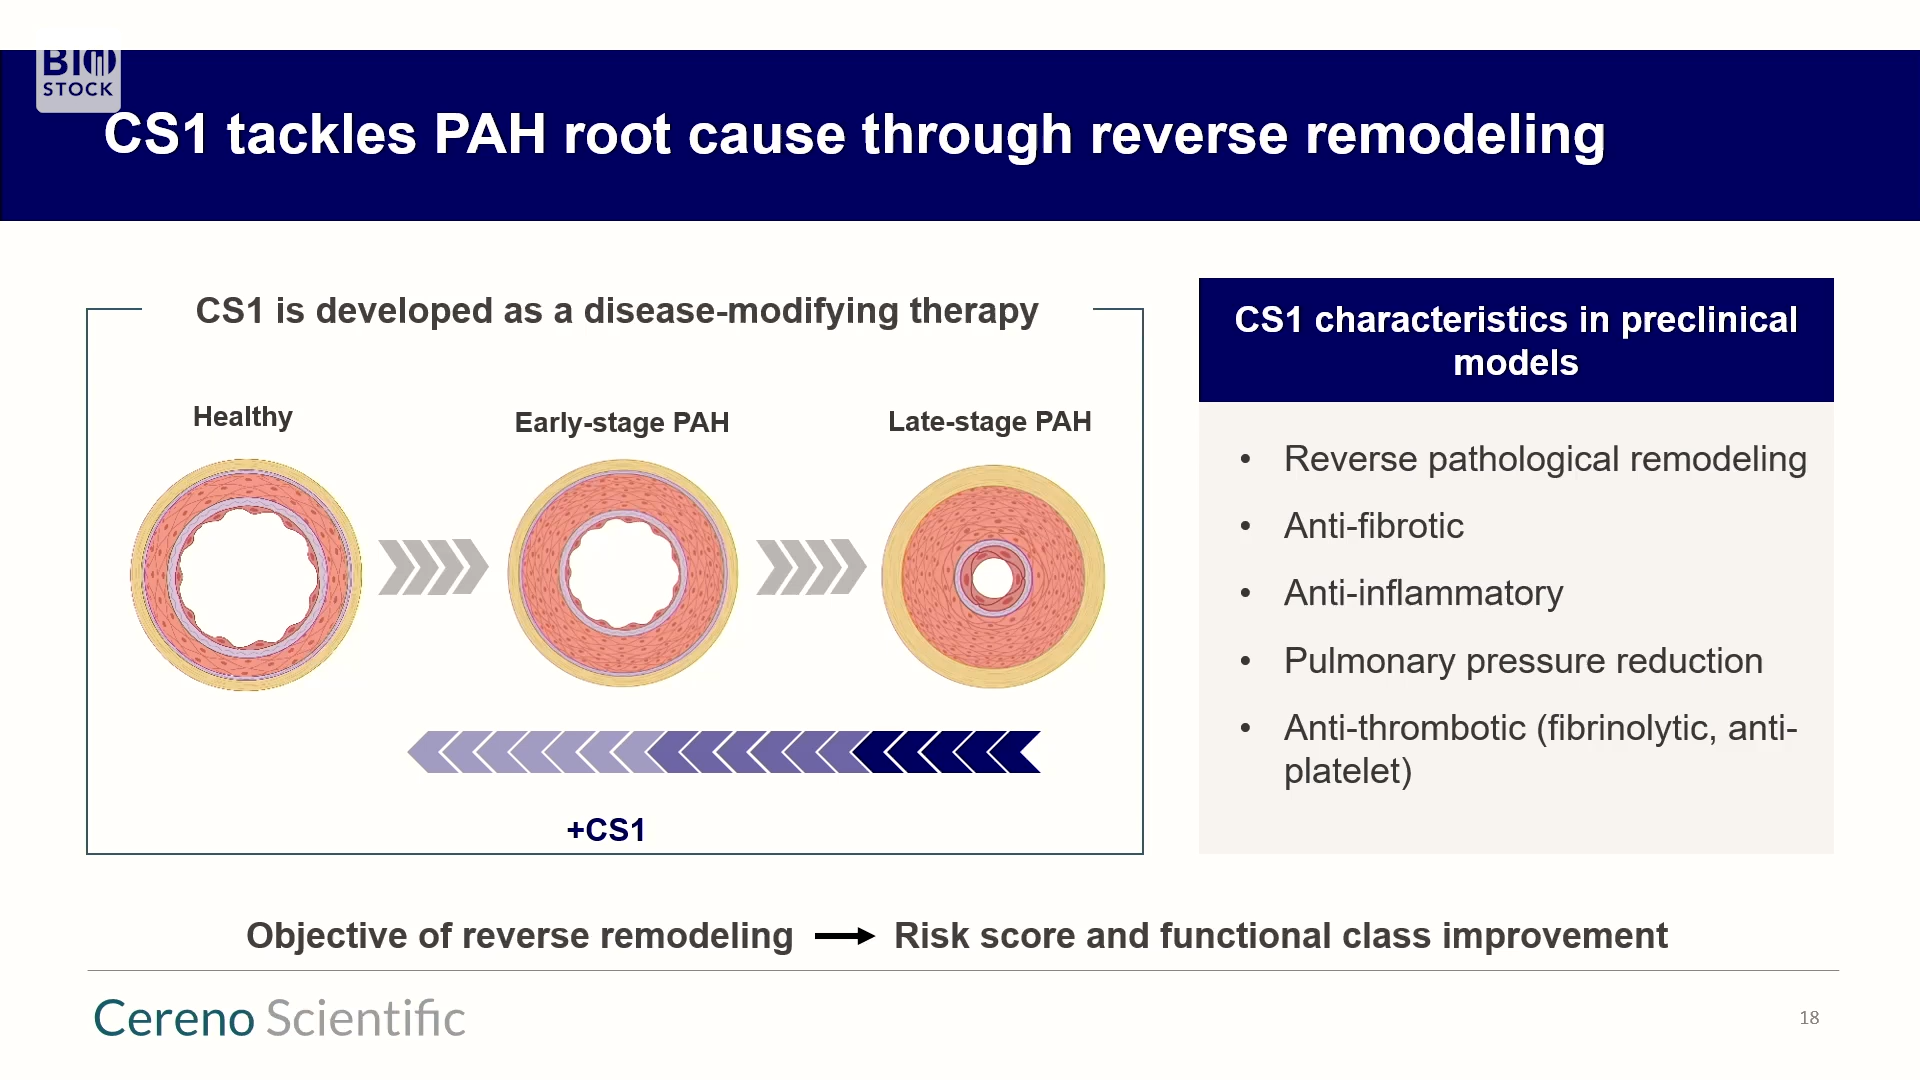 BIO
STOCK
CS1 tackles PAH root cause through reverse remodeling
CS1 is developed as a disease-modifying therapy
Healthy
Early-stage PAH
Late-stage PAH
+CS1
CS1 characteristics in preclinical
models
• Reverse pathological remodeling
• Anti-fibrotic
• Anti-inflammatory
• Pulmonary pressure reduction
• Anti-thrombotic (fibrinolytic, anti-
platelet)
Objective of reverse remodeling → Risk score and functional class improvement
Cereno Scientific
18